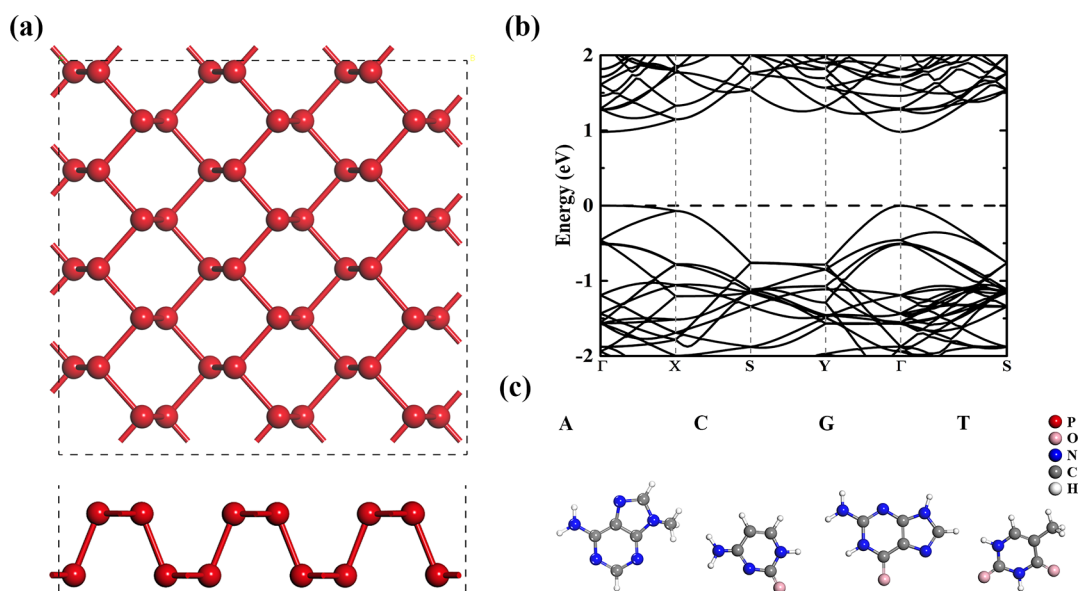 (a)
(b)
2
1
0
-1
-2
Energy (eV)
Γ X S Y Γ S
(c)
A C G T
P
O
N
C
H